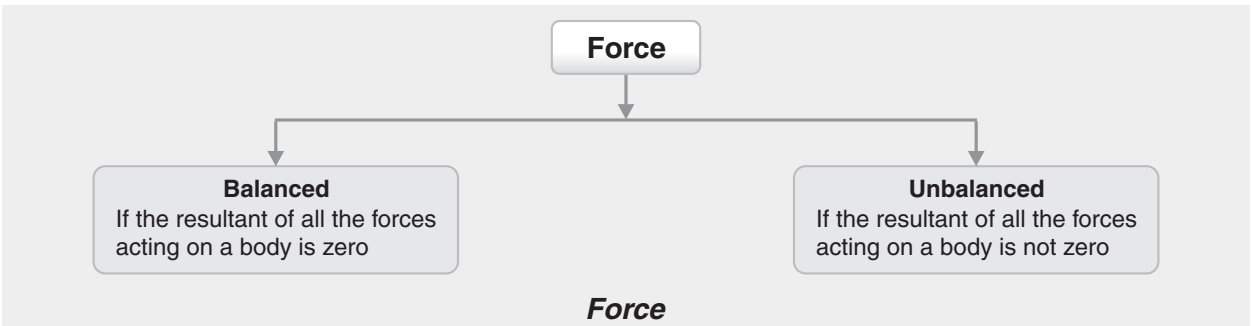 Force
Balanced
If the resultant of all the forces
acting on a body is zero
Unbalanced
If the resultant of all the forces
acting on a body is not zero
Force